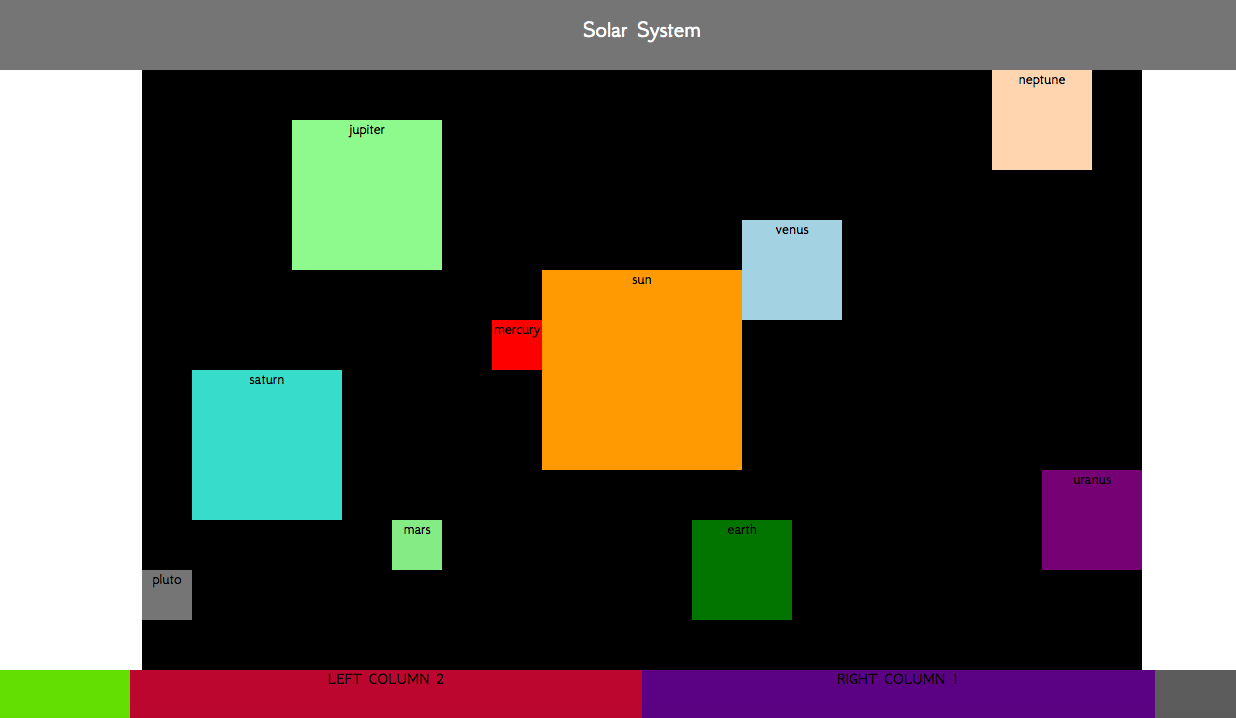 Solar System
neptune
jupiter
venus
sun
mercury
saturn
uranus
mars
earth
pluto
LEFT COLUMN 2
RIGHT COLUMN 1